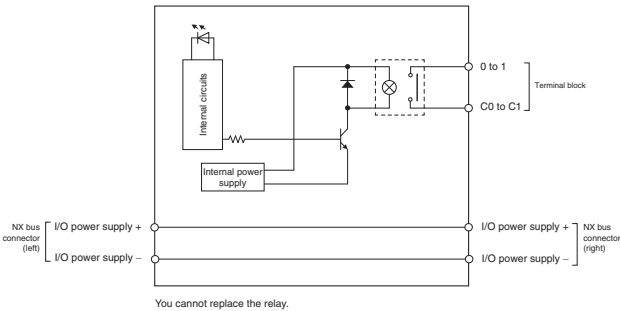 Internal circuits
0 to 1
Terminal block
C0 to C1
Internal power
supply
NX bus
connector
(left)
I/O power supply +
I/O power supply –
I/O power supply +
I/O power supply –
NX bus
connector
(right)
You cannot replace the relay.